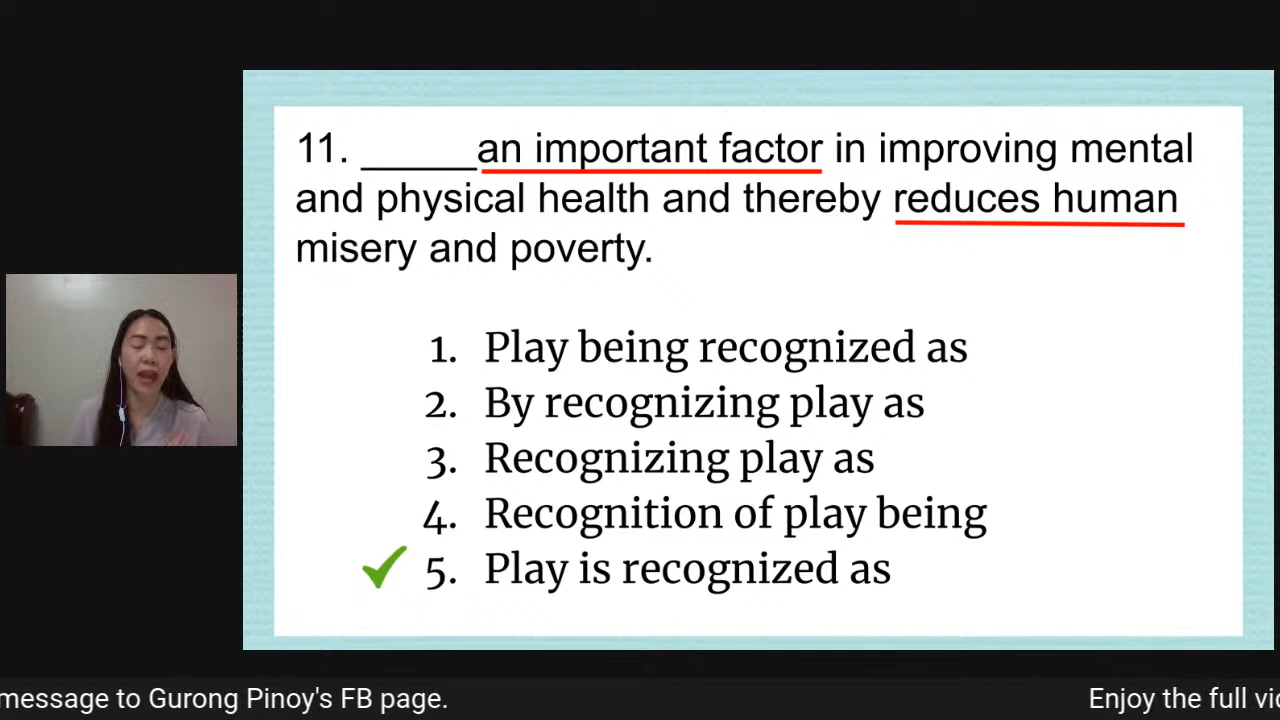 11. _____an important factor in improving mental
and physical health and thereby reduces human
misery and poverty.
1. Play being recognized as
2. By recognizing play as
3. Recognizing play as
4. Recognition of play being
5. Play is recognized as
message to Gurong Pinoy's FB page.
Enjoy the full